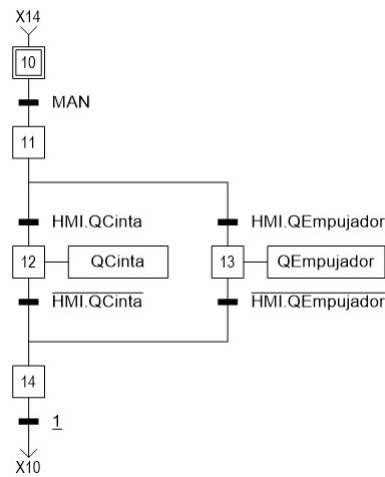 X14
10
MAN
11
HMI.QCinta HMI.QEmpujador
12 QCinta 13 QEmpujador
HMI.QCinta HMI.QEmpujador
14
1
X10